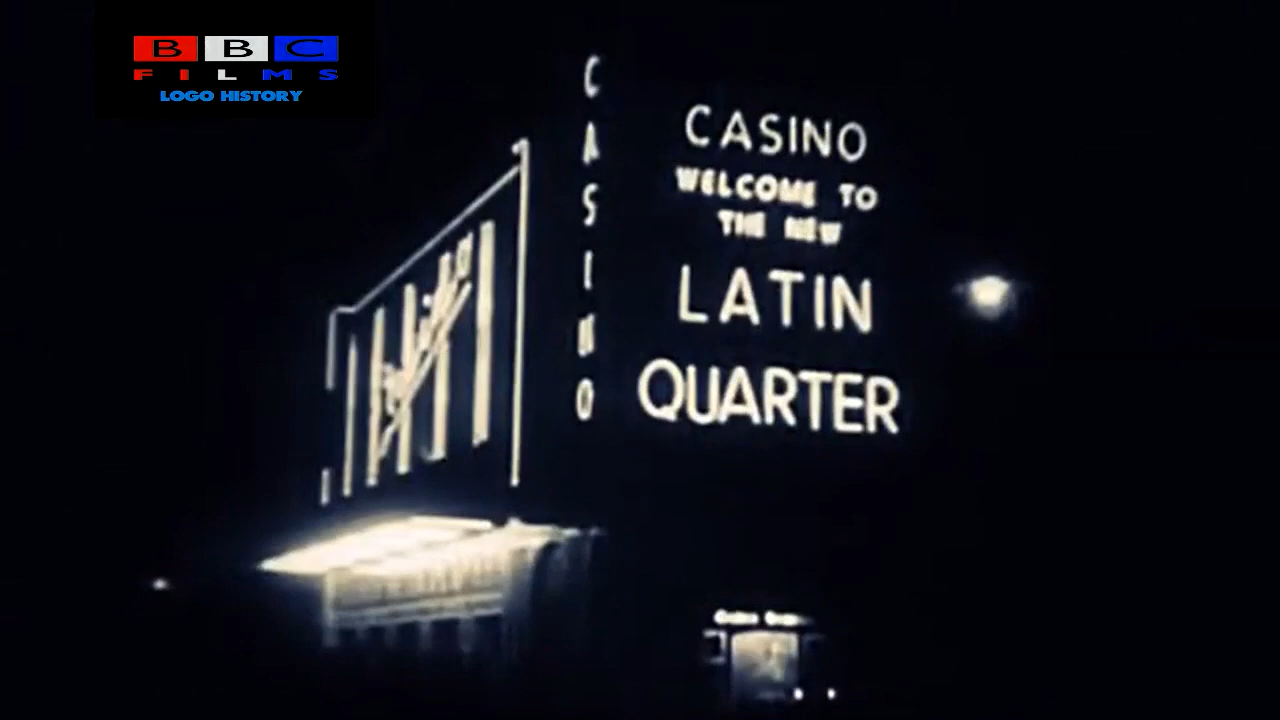 BBC
FILMS
LOGO HISTORY
CASINO
CASINO
WELCOME TO
THE NEW
LATIN
QUARTER